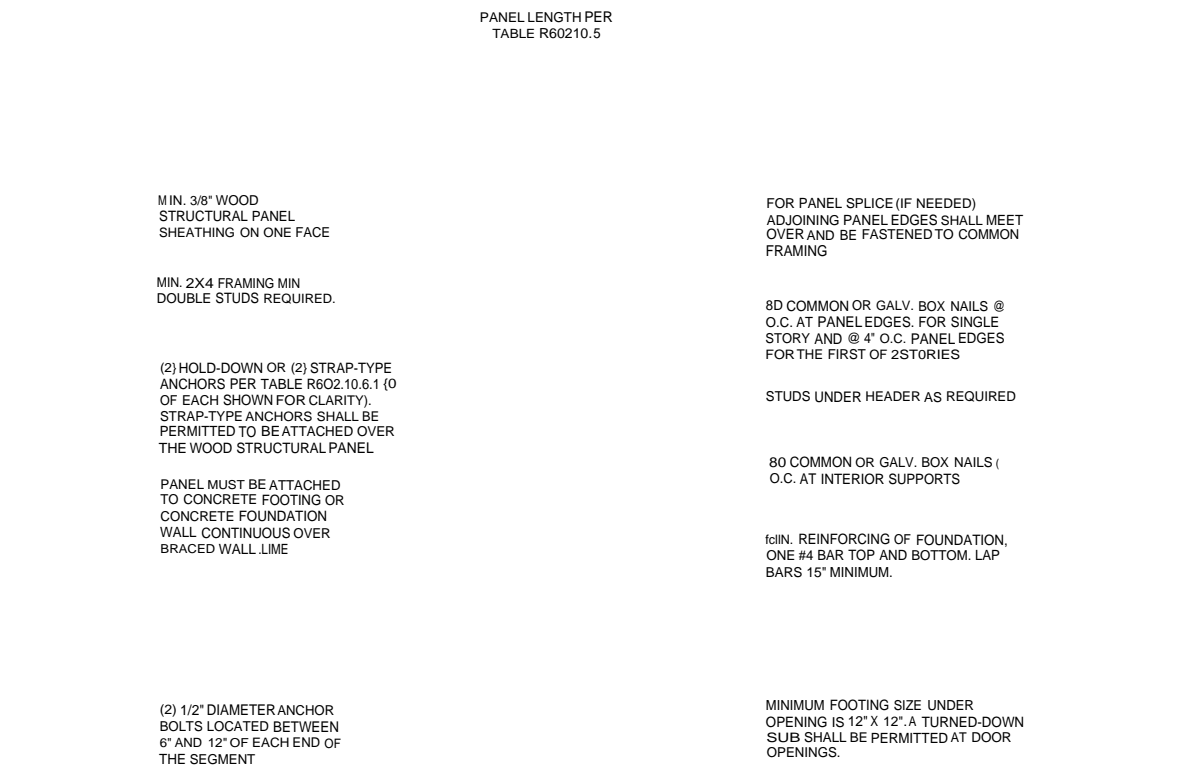 PANEL LENGTH PER
TABLE R60210.5
MIN. 3/8" WOOD
STRUCTURAL PANEL
SHEATHING ON ONE FACE
MIN. 2X4 FRAMING MIN
DOUBLE STUDS REQUIRED.
(2} HOLD-DOWN OR (2} STRAP-TYPE
ANCHORS PER TABLE R6O2.10.6.1 {0
OF EACH SHOWN FOR CLARITY).
STRAP-TYPE ANCHORS SHALL BE
PERMITTED TO BE ATTACHED OVER
THE WOOD STRUCTURAL PANEL
PANEL MUST BE ATTACHED
TO CONCRETE FOOTING OR
CONCRETE FOUNDATION
WALL CONTINUOUS OVER
BRACED WALL .LIME
(2) 1/2" DIAMETER ANCHOR
BOLTS LOCATED BETWEEN
6" AND 12" OF EACH END OF
THE SEGMENT
FOR PANEL SPLICE (IF NEEDED)
ADJOINING PANEL EDGES SHALL MEET
OVER AND BE FASTENED TO COMMON
FRAMING
8D COMMON OR GALV. BOX NAILS @
O.C. AT PANEL EDGES. FOR SINGLE
STORY AND @ 4" O.C. PANEL EDGES
FOR THE FIRST OF 2STORIES
STUDS UNDER HEADER AS REQUIRED
80 COMMON OR GALV. BOX NAILS (
O.C. AT INTERIOR SUPPORTS
fclIN. REINFORCING OF FOUNDATION,
ONE #4 BAR TOP AND BOTTOM. LAP
BARS 15" MINIMUM.
MINIMUM FOOTING SIZE UNDER
OPENING IS 12" X 12". A TURNED-DOWN
SUB SHALL BE PERMITTED AT DOOR
OPENINGS.